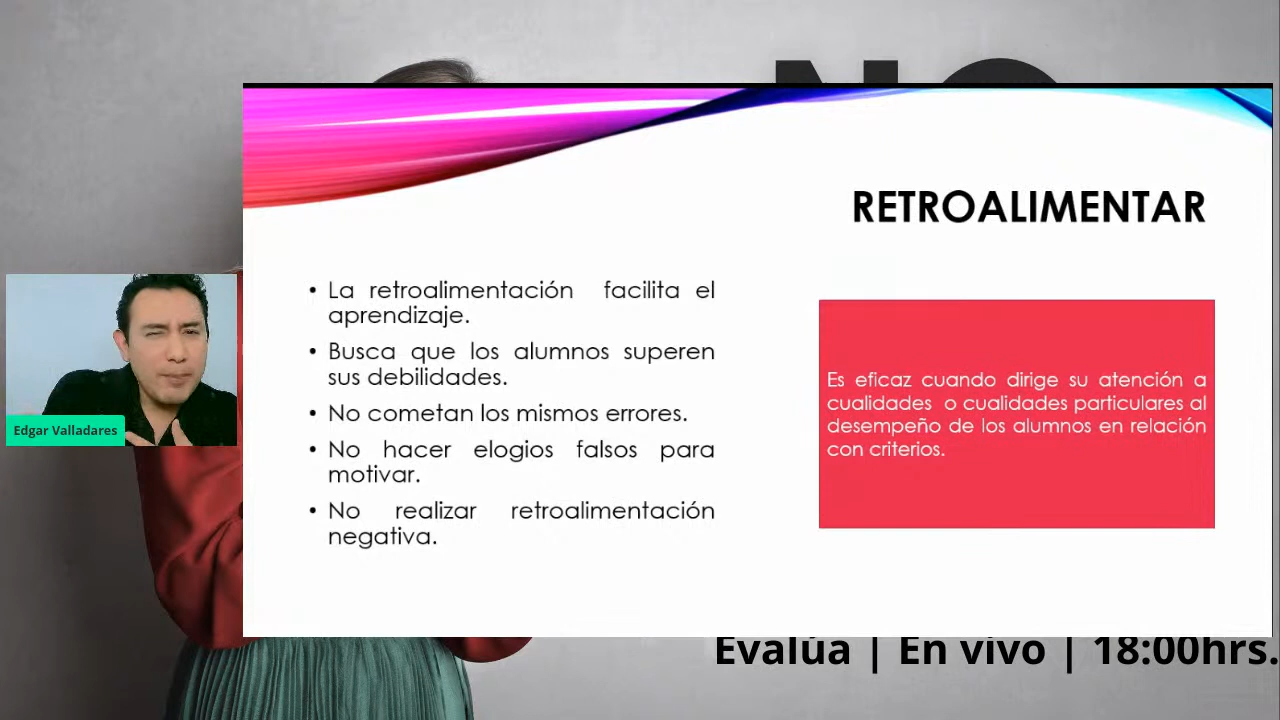 NO
RETROALIMENTAR
• La retroalimentación facilita el
aprendizaje.
• Busca que los alumnos superen
sus debilidades.
• No cometan los mismos errores.
• No hacer elogios falsos para
motivar.
• No realizar retroalimentación
negativa.
Es eficaz cuando dirige su atención a
cualidades o cualidades particulares al
desempeño de los alumnos en relación
con criterios.
Edgar Valladares
Evalúa | En vivo | 18:00hrs.